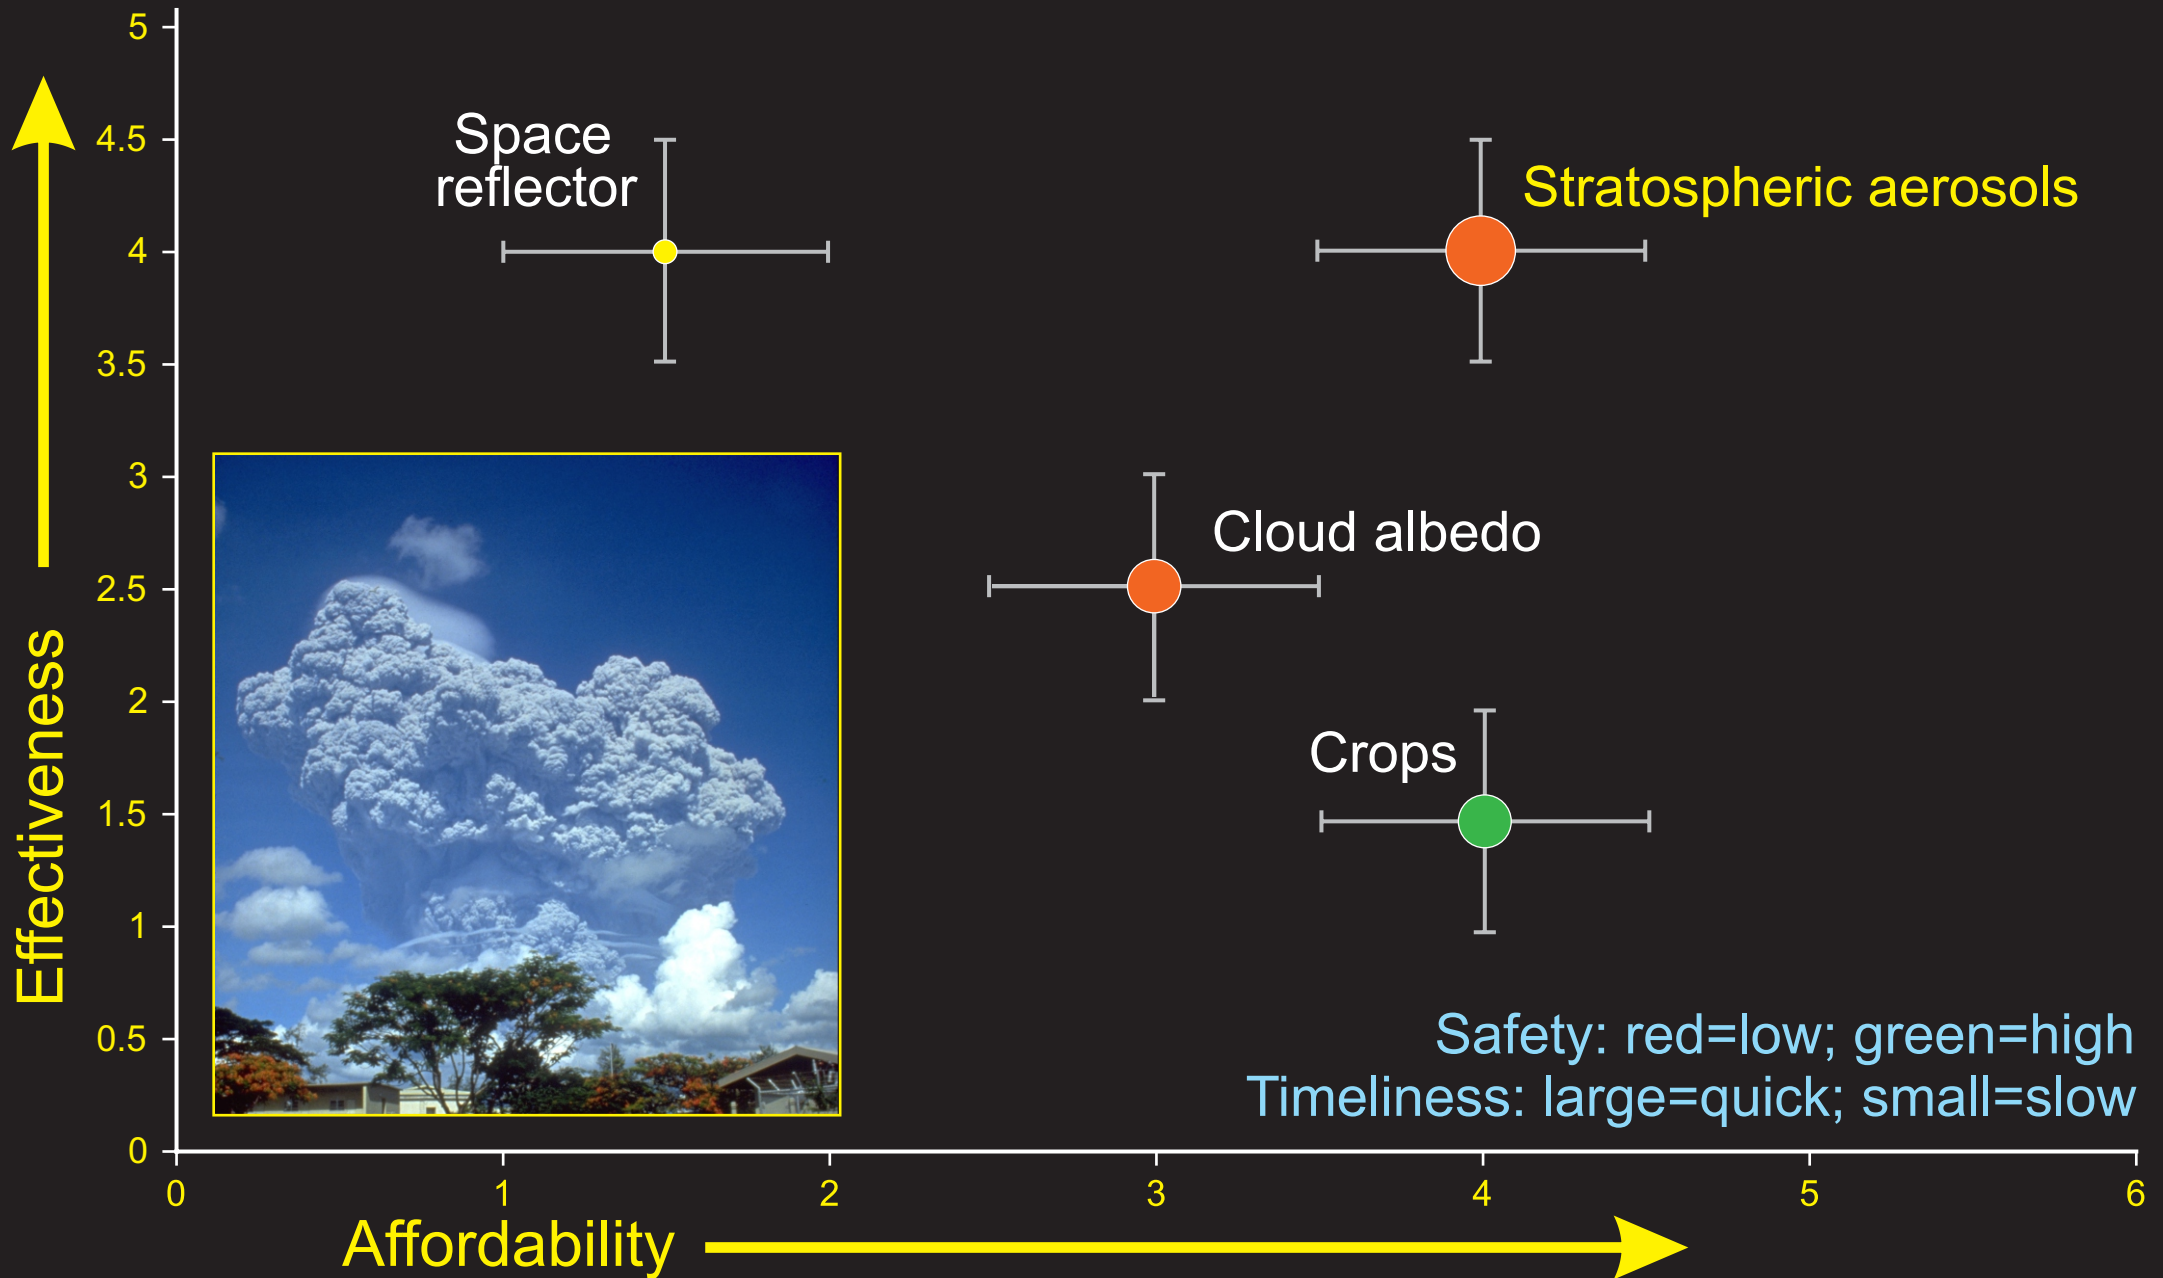 5
4.5
4
3.5
3
2.5
2
1.5
1
0.5
0
Effectiveness
Space
reflector
Stratospheric aerosols
Cloud albedo
Crops
Safety: red=low; green=high
Timeliness: large=quick; small=slow
0 1 2 3 4 5 6
Affordability